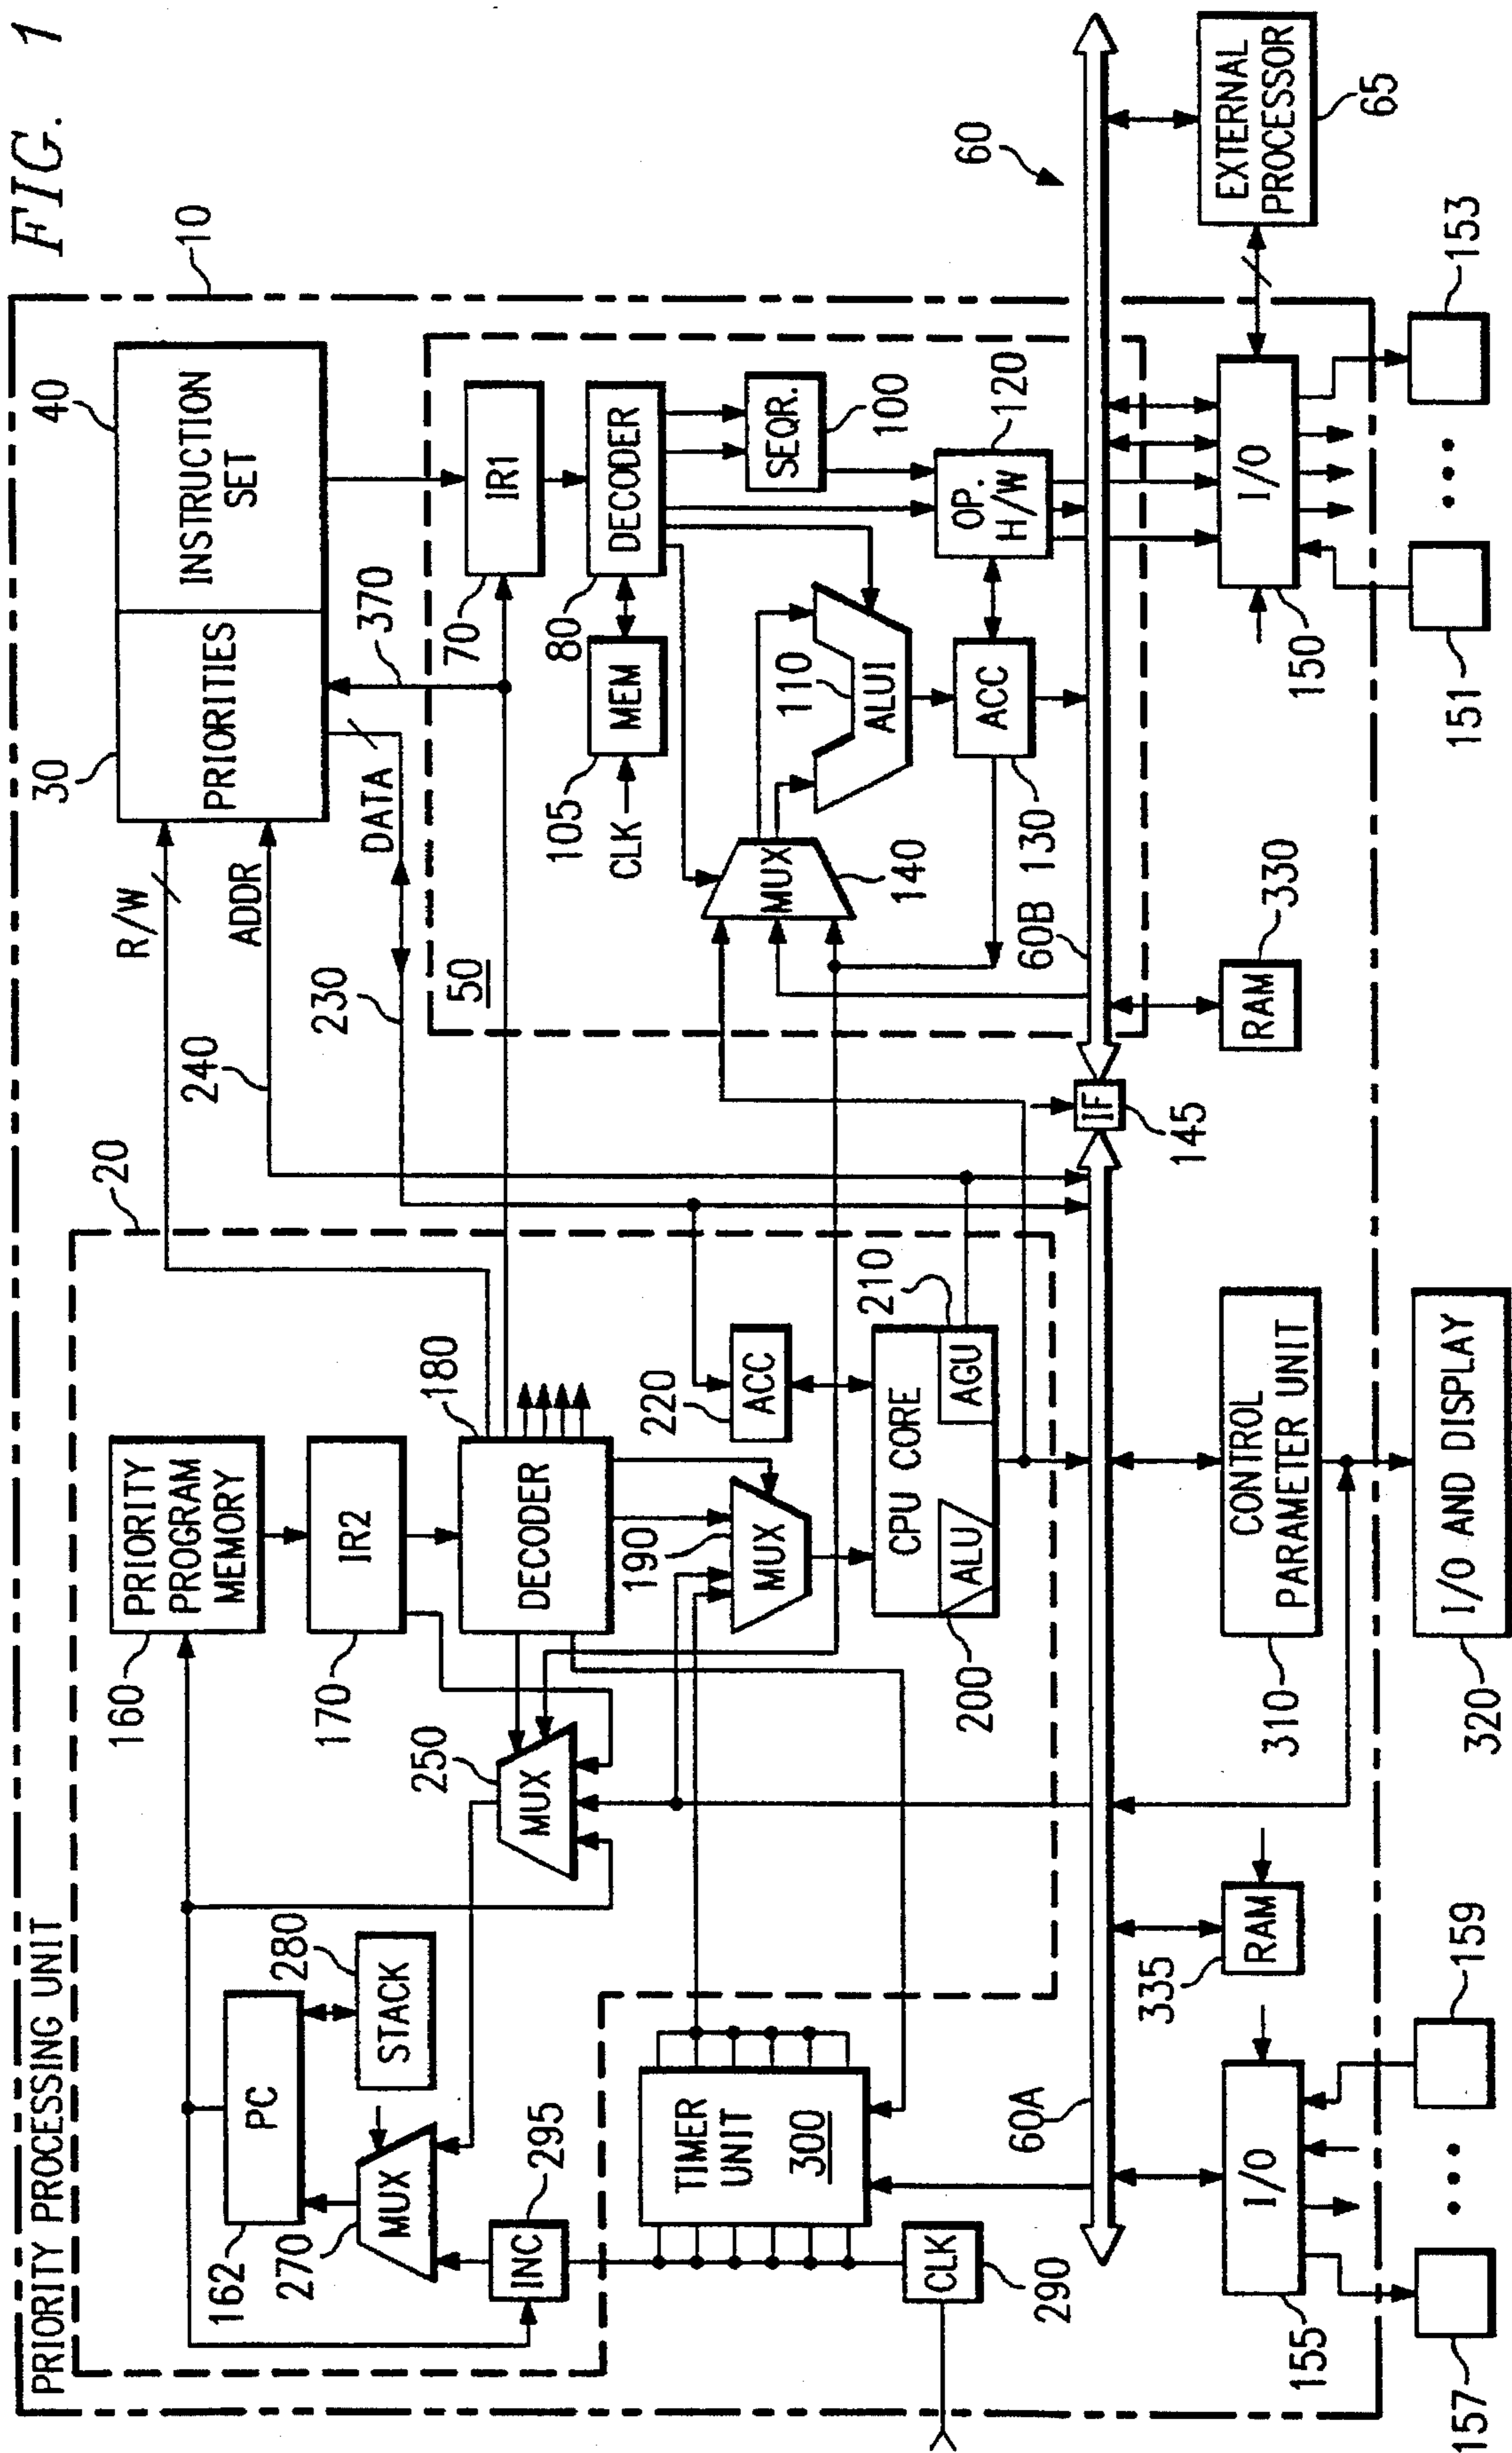 FIG. 1
PRIORITY PROCESSING UNIT
20
10
30
40
PRIORITIES
INSTRUCTION
SET
R/W
ADDR
DATA
370
230
240
50
160
PRIORITY
PROGRAM
MEMORY
170
IR2
180
DECODER
250
MUX
190
MUX
280
STACK
PC
162
270
MUX
295
INC
TIMER
UNIT
300
CLK
290
220
ACC
CPU CORE
ALU
AGU
200
210
70
IR1
80
DECODER
105
MEM
CLK
SEQR.
100
110
ALUI
MUX
140
ACC
130
OP.
H/W
120
60A
60B
60
IF
145
155
I/O
335
RAM
310
CONTROL
PARAMETER UNIT
330
RAM
150
I/O
EXTERNAL
PROCESSOR
65
157
...
159
320
I/O AND DISPLAY
151
...
153